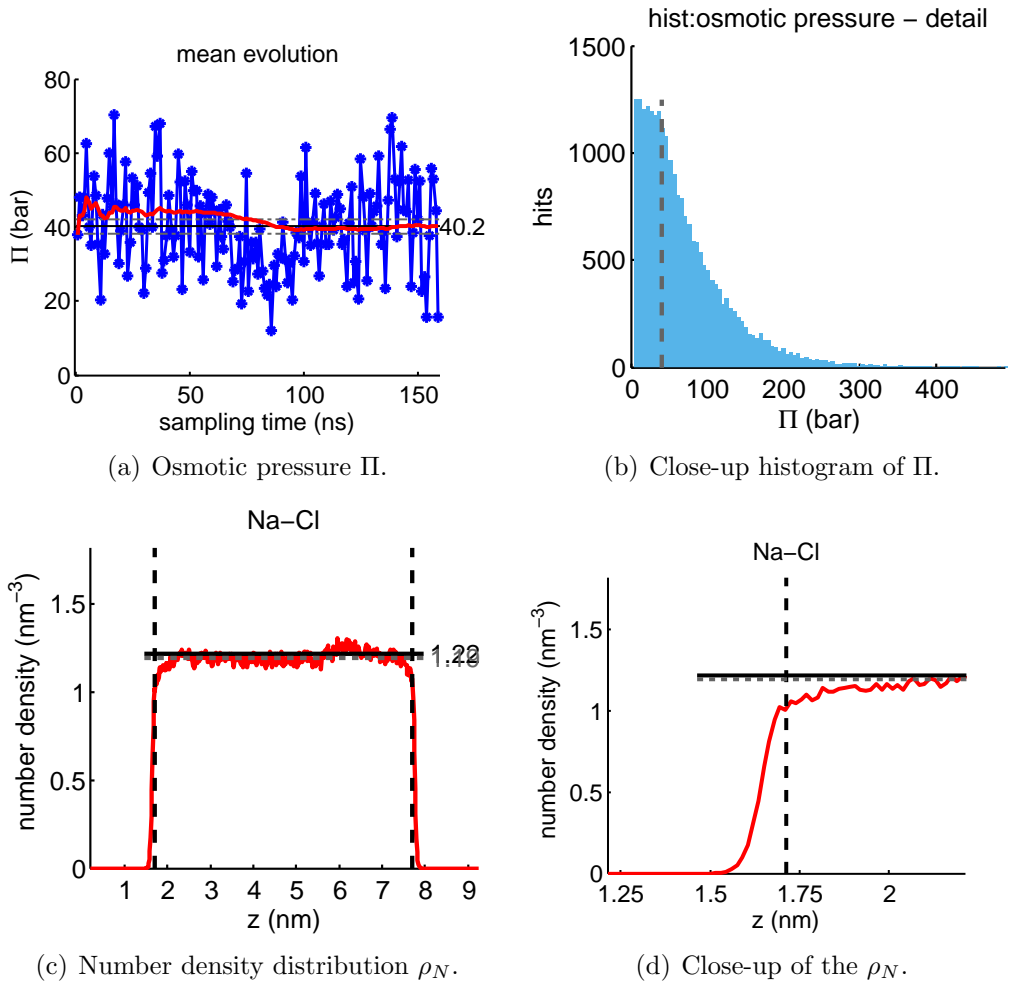 mean evolution
80
60
40
20
0
Π (bar)
40.2
0 50 100 150
sampling time (ns)
(a) Osmotic pressure Π.
hist:osmotic pressure − detail
1500
1000
500
0
hits
0 100 200 300 400
Π (bar)
(b) Close-up histogram of Π.
Na−Cl
1.5
1
0.5
0
number density (nm⁻³)
1.22
1 2 3 4 5 6 7 8 9
z (nm)
(c) Number density distribution ρ_N.
Na−Cl
1.5
1
0.5
0
number density (nm⁻³)
1.25 1.5 1.75 2
z (nm)
(d) Close-up of the ρ_N.